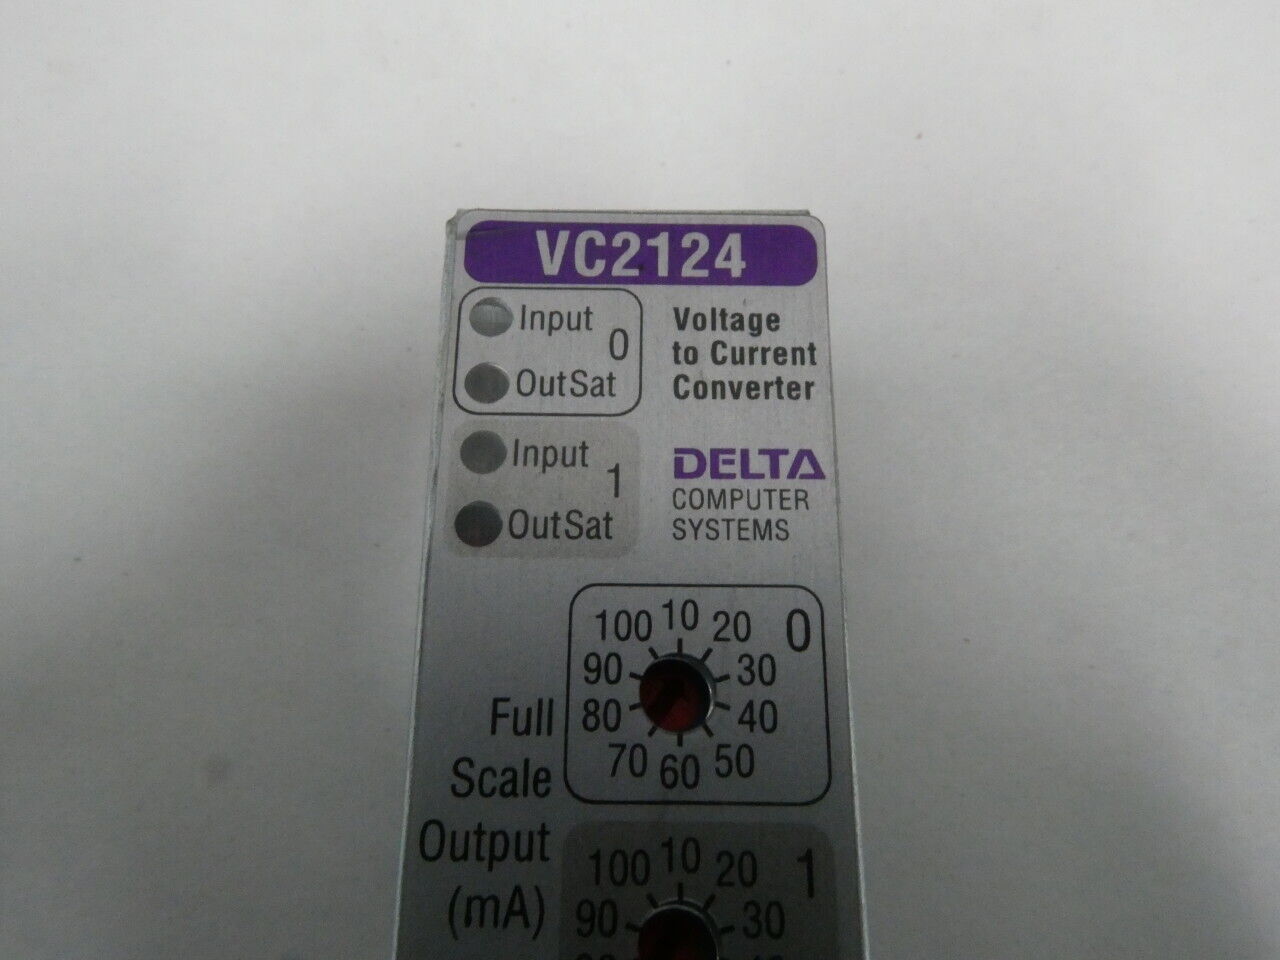 VC2124
Input
0
OutSat
Voltage
to Current
Converter
Input
1
OutSat
DELTA
COMPUTER
SYSTEMS
Full
Scale
Output
(mA)
0
10
20
30
40
50
60
70
80
90
100
1
100 10 20
90 30